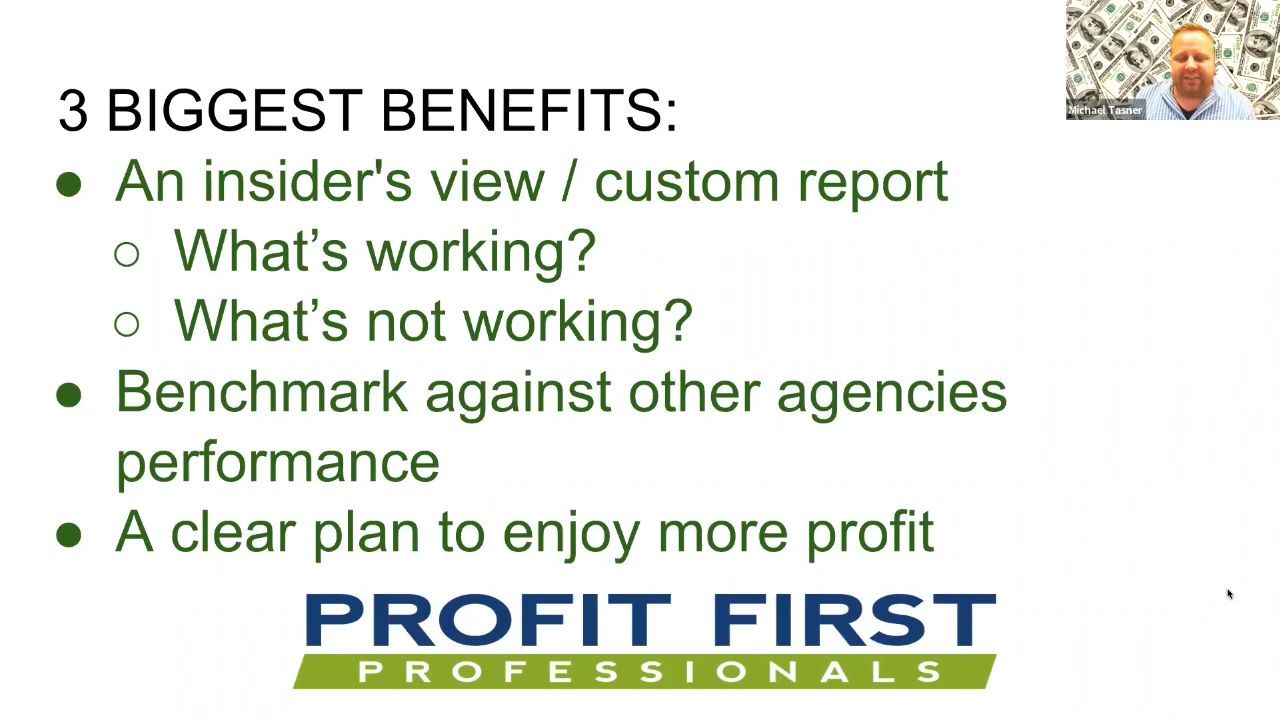 3 BIGGEST BENEFITS:
● An insider's view / custom report
○ What’s working?
○ What’s not working?
● Benchmark against other agencies
performance
● A clear plan to enjoy more profit
PROFIT FIRST
PROFESSIONALS
Michael Tasner